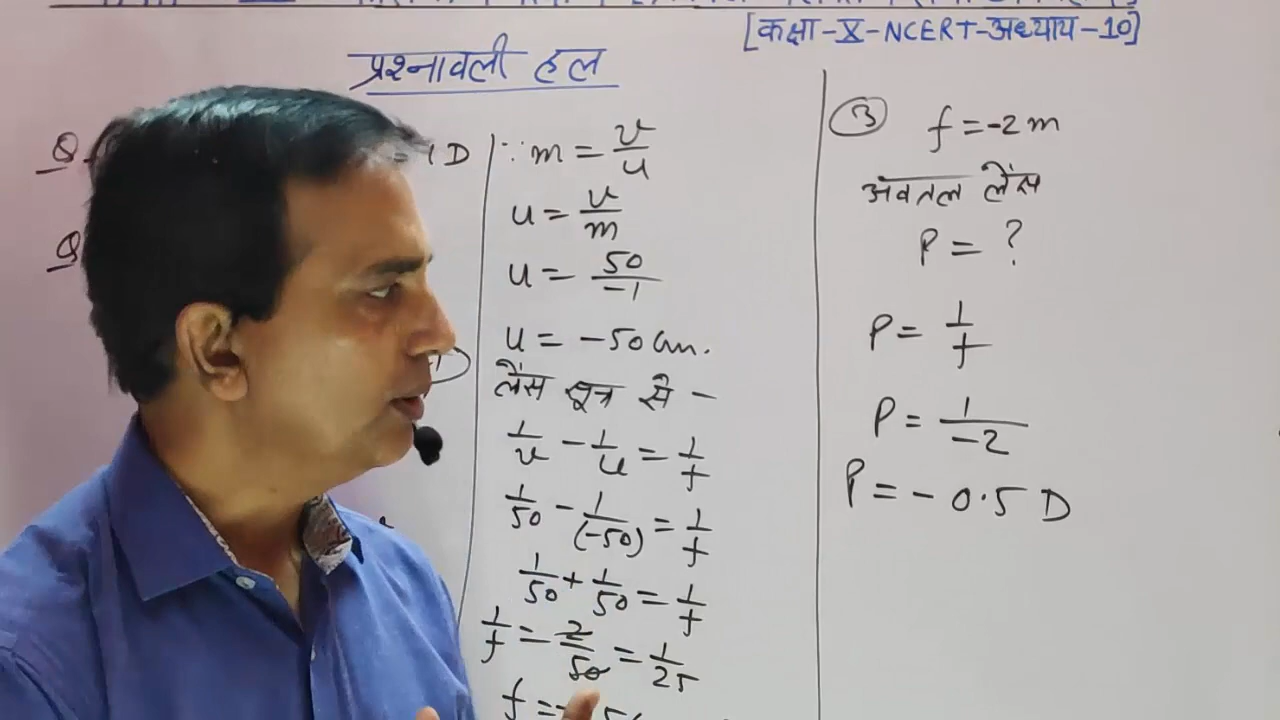 [कक्षा-X-NCERT-अध्याय-10]
प्रश्नावली हल
Q
1D
Q
∵ m = v/u
u = v/m
u = 50/-1
u = -50 cm.
लेंस सूत्र से -
1/v - 1/u = 1/f
1/50 - 1/(-50) = 1/f
1/50 + 1/50 = 1/f
1/f = 2/50 = 1/25
f =
③ f = -2 m
अवतल लेंस
P = ?
P = 1/f
P = 1/-2
P = - 0.5 D